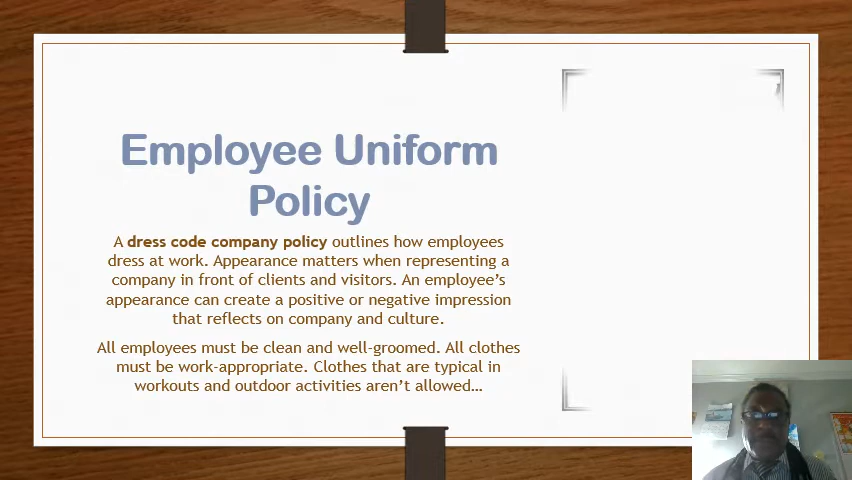 Employee Uniform
Policy
A dress code company policy outlines how employees
dress at work. Appearance matters when representing a
company in front of clients and visitors. An employee’s
appearance can create a positive or negative impression
that reflects on company and culture.
All employees must be clean and well-groomed. All clothes
must be work-appropriate. Clothes that are typical in
workouts and outdoor activities aren’t allowed…